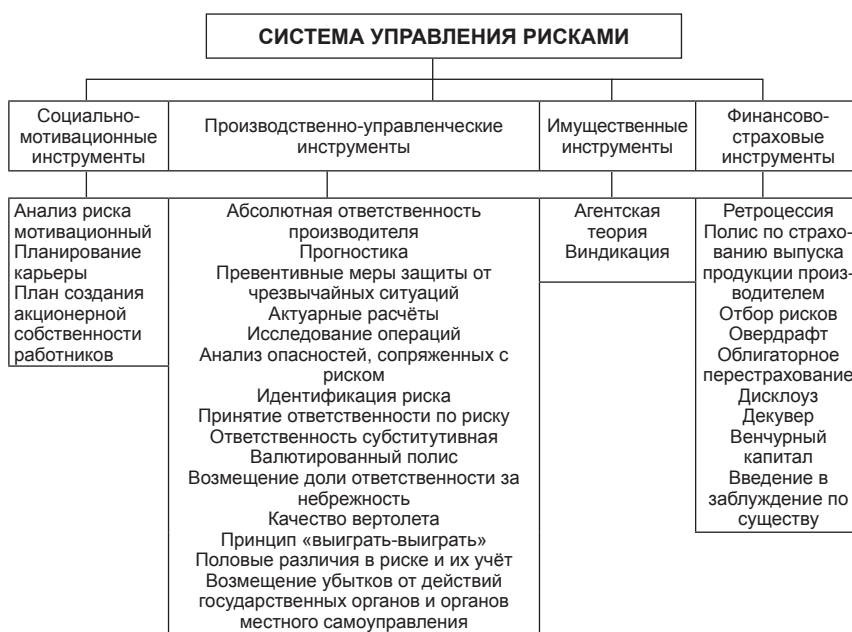 СИСТЕМА УПРАВЛЕНИЯ РИСКАМИ
Социально-
мотивационные
инструменты
Производственно-управленческие
инструменты
Имущественные
инструменты
Финансово-
страховые
инструменты
Анализ риска
мотивационный
Планирование
карьеры
План создания
акционерной
собственности
работников
Абсолютная ответственность
производителя
Прогностика
Превентивные меры защиты от
чрезвычайных ситуаций
Актуарные расчёты
Исследование операций
Анализ опасностей, сопряженных с
риском
Идентификация риска
Принятие ответственности по риску
Ответственность субститутивная
Валютированный полис
Возмещение доли ответственности за
небрежность
Качество вертолета
Принцип «выиграть-выиграть»
Половые различия в риске и их учёт
Возмещение убытков от действий
государственных органов и органов
местного самоуправления
Агентская
теория
Виндикация
Ретроцессия
Полис по страхо-
ванию выпуска
продукции произ-
водителем
Отбор рисков
Овердрафт
Облигаторное
перестрахование
Дисклоуз
Декувер
Венчурный
капитал
Введение в
заблуждение по
существу